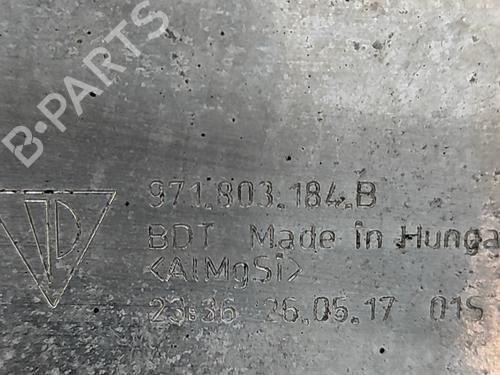 B-PARTS
971.803.184.B
BDT Made in Hunga
<AlMgSi>
23:36 26.05.17 01S